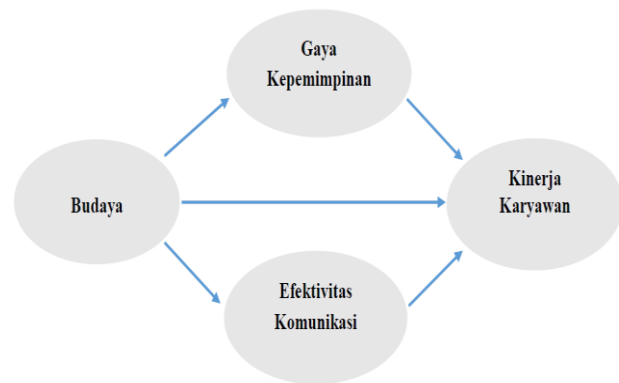 Gaya
Kepemimpinan
Budaya
Kinerja
Karyawan
Efektivitas
Komunikasi